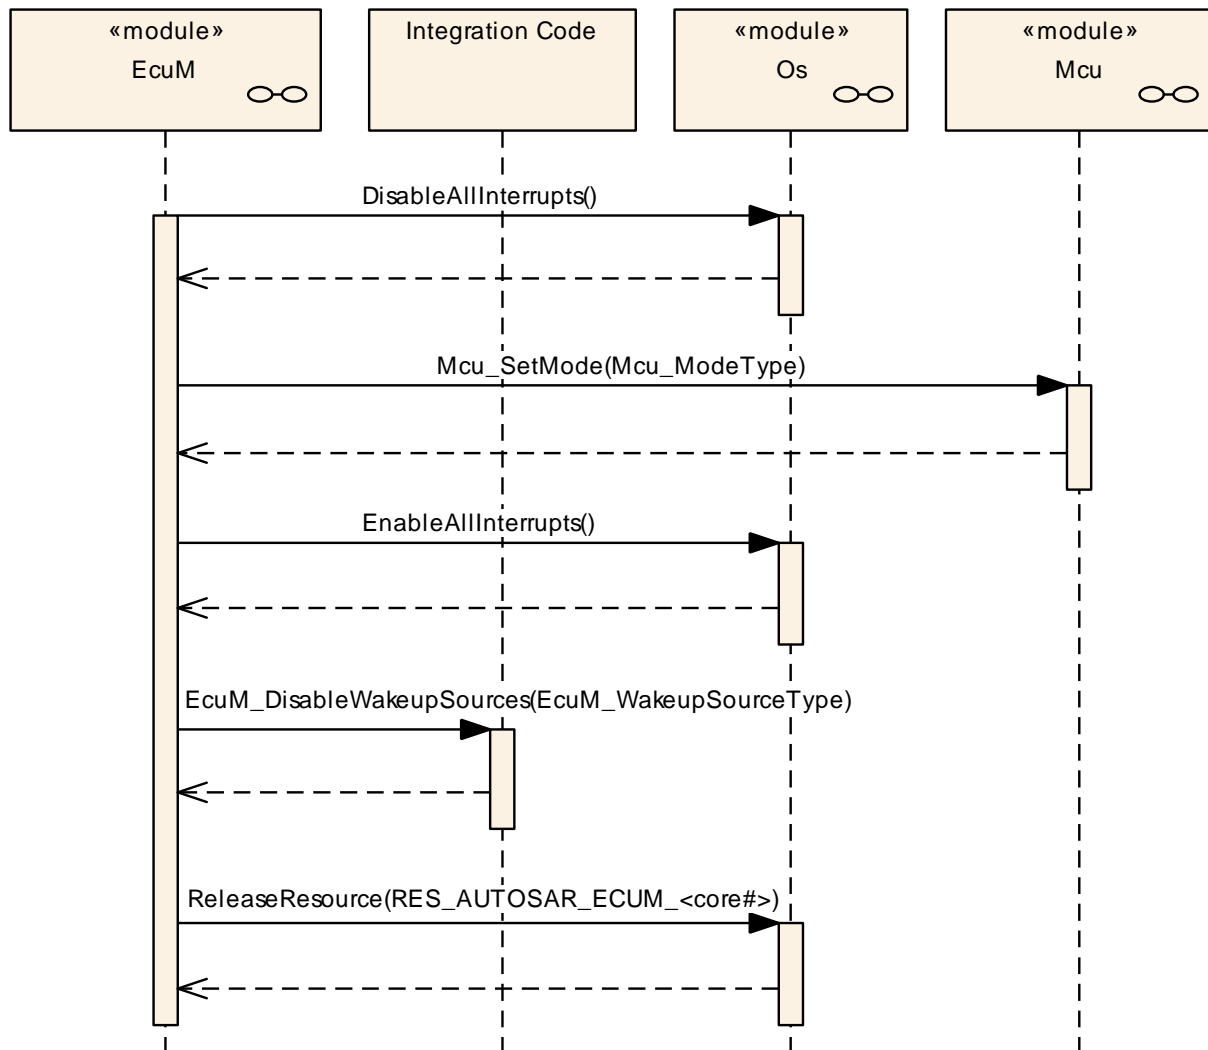 «module»
EcuM
Integration Code
«module»
Os
«module»
Mcu
DisableAllInterrupts()
Mcu_SetMode(Mcu_ModeType)
EnableAllInterrupts()
EcuM_DisableWakeupSources(EcuM_WakeupSourceType)
ReleaseResource(RES_AUTOSAR_ECUM_<core#>)